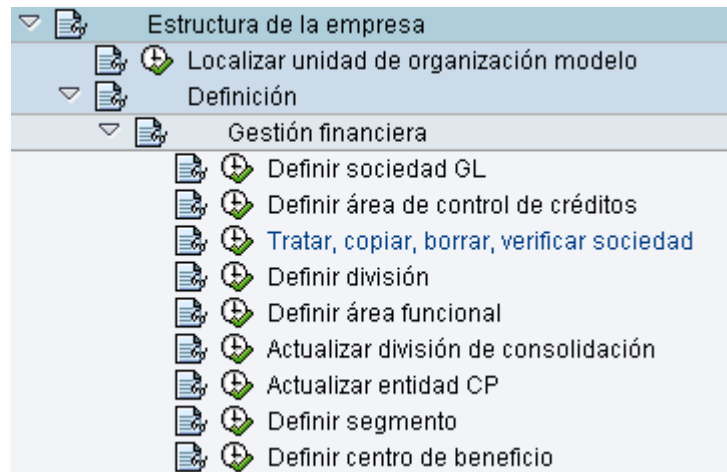 Estructura de la empresa
Localizar unidad de organización modelo
Definición
Gestión financiera
Definir sociedad GL
Definir área de control de créditos
Tratar, copiar, borrar, verificar sociedad
Definir división
Definir área funcional
Actualizar división de consolidación
Actualizar entidad CP
Definir segmento
Definir centro de beneficio